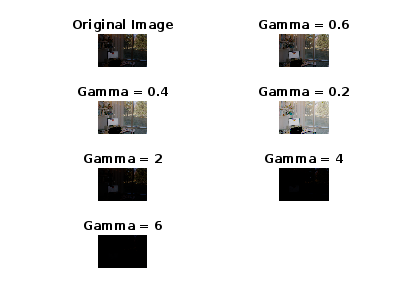 Original Image
Gamma = 0.6
Gamma = 0.4
Gamma = 0.2
Gamma = 2
Gamma = 4
Gamma = 6